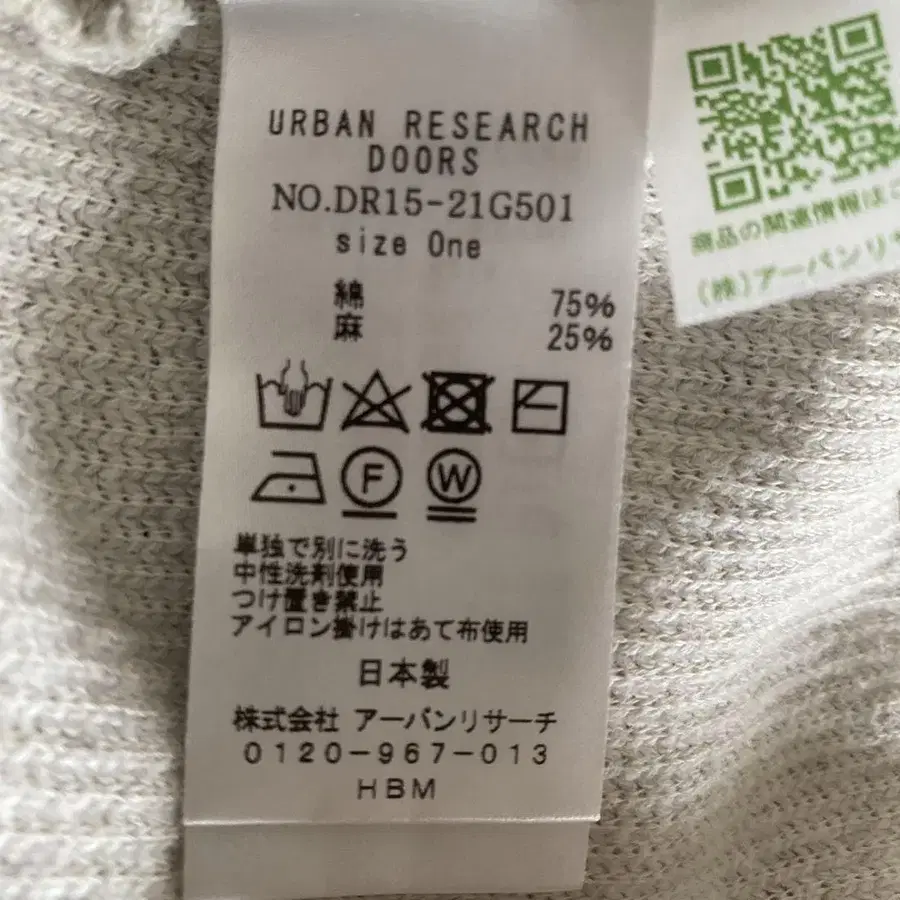 URBAN RESEARCH
DOORS
NO.DR15-21G501
size One
綿 75%
麻 25%
F W
単独で別に洗う
中性洗剤使用
つけ置き禁止
アイロン掛けはあて布使用
日本製
株式会社 アーバンリサーチ
0120-967-013
HBM
商品の関連情報は
(株)アーバンリ